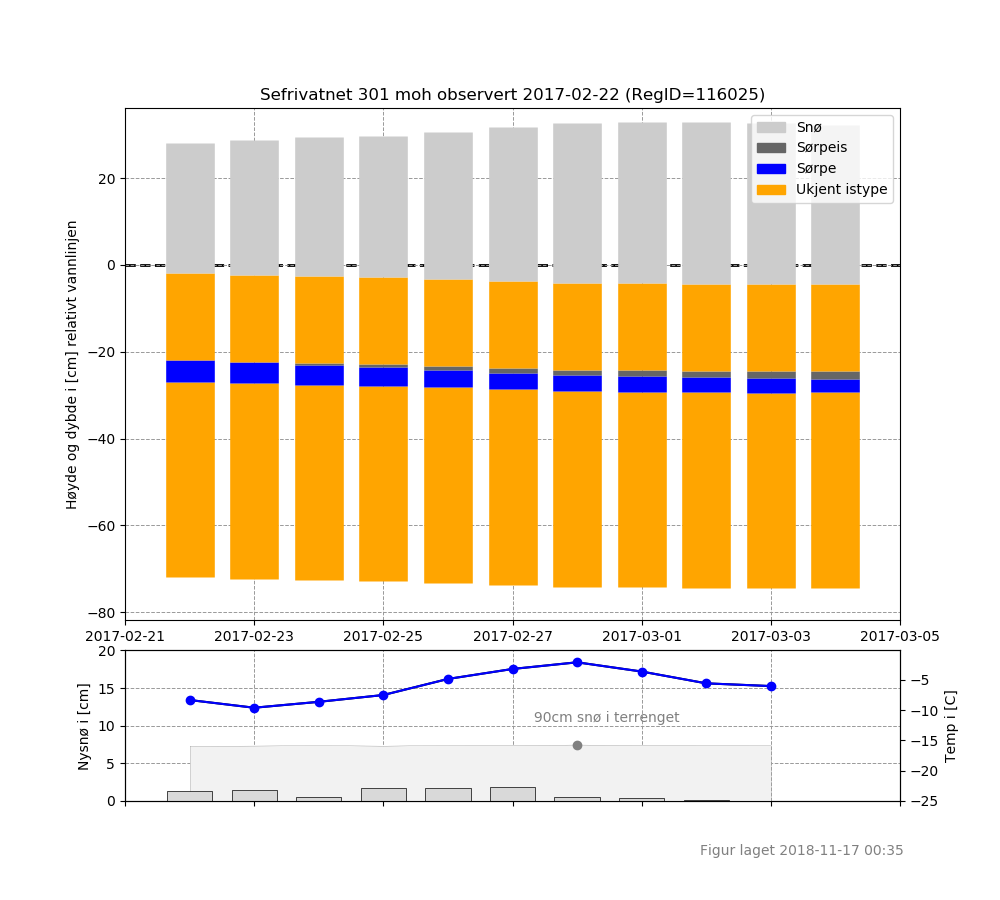 Sefrivatnet 301 moh observert 2017-02-22 (RegID=116025)
Snø
Sørpeis
Sørpe
Ukjent istype
20
0
−20
−40
−60
−80
Høyde og dybde i [cm] relativt vannlinjen
2017-02-21 2017-02-23 2017-02-25 2017-02-27 2017-03-01 2017-03-03 2017-03-05
20
15
10
5
0
Nysnø i [cm]
90cm snø i terrenget
−5
−10
−15
−20
−25
Temp i [C]
Figur laget 2018-11-17 00:35